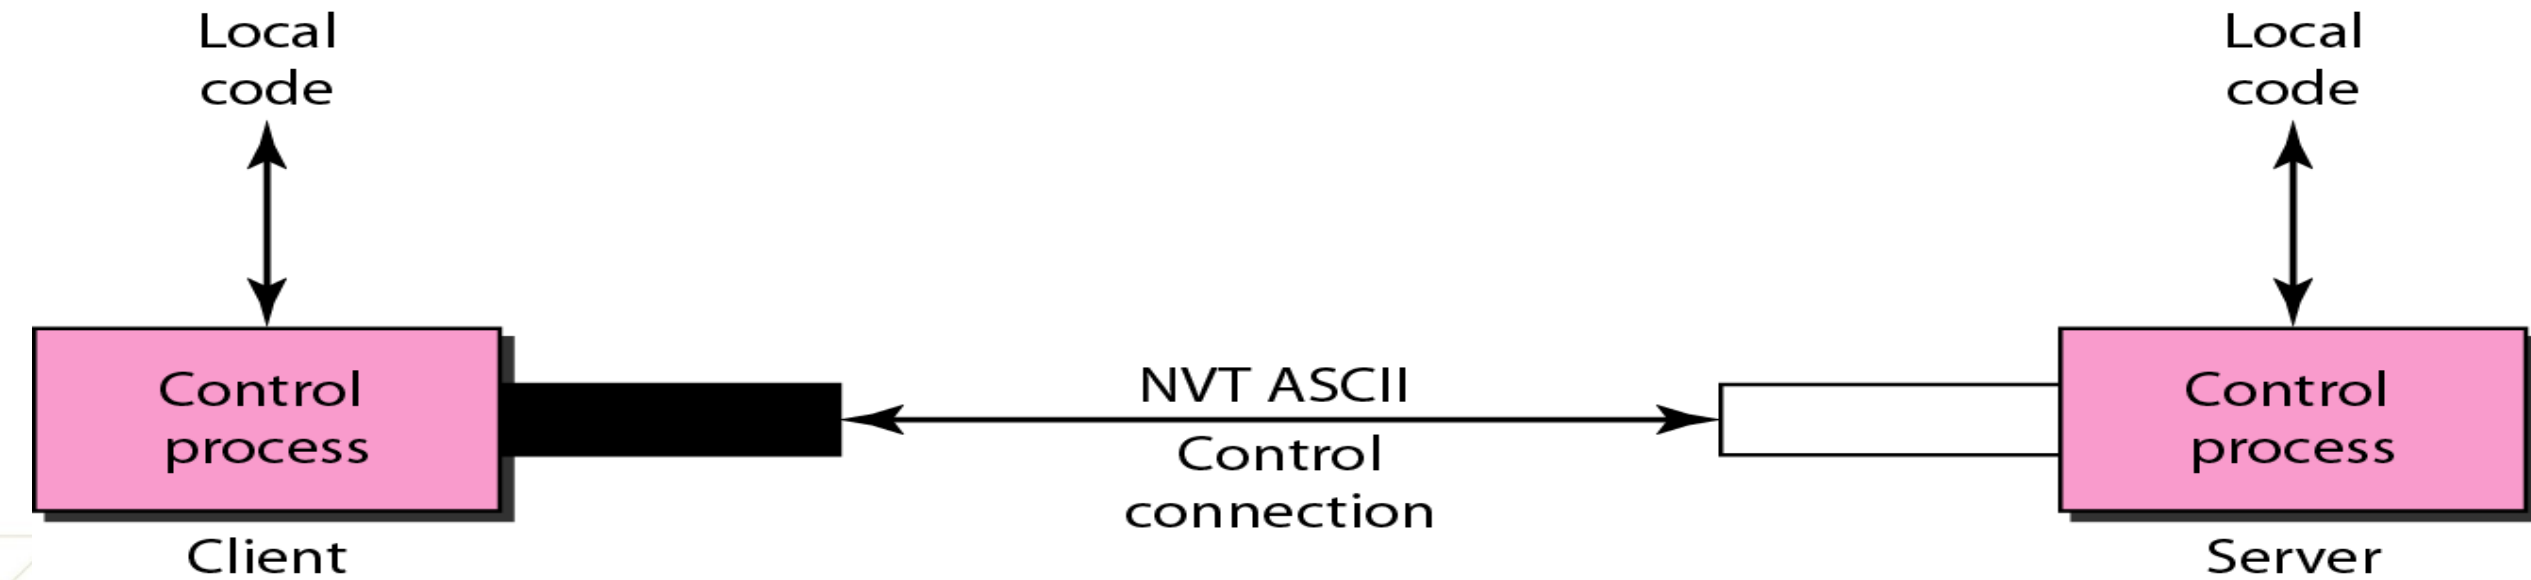 Local
code
Local
code
Control
process
NVT ASCII
Control
connection
Control
process
Client
Server